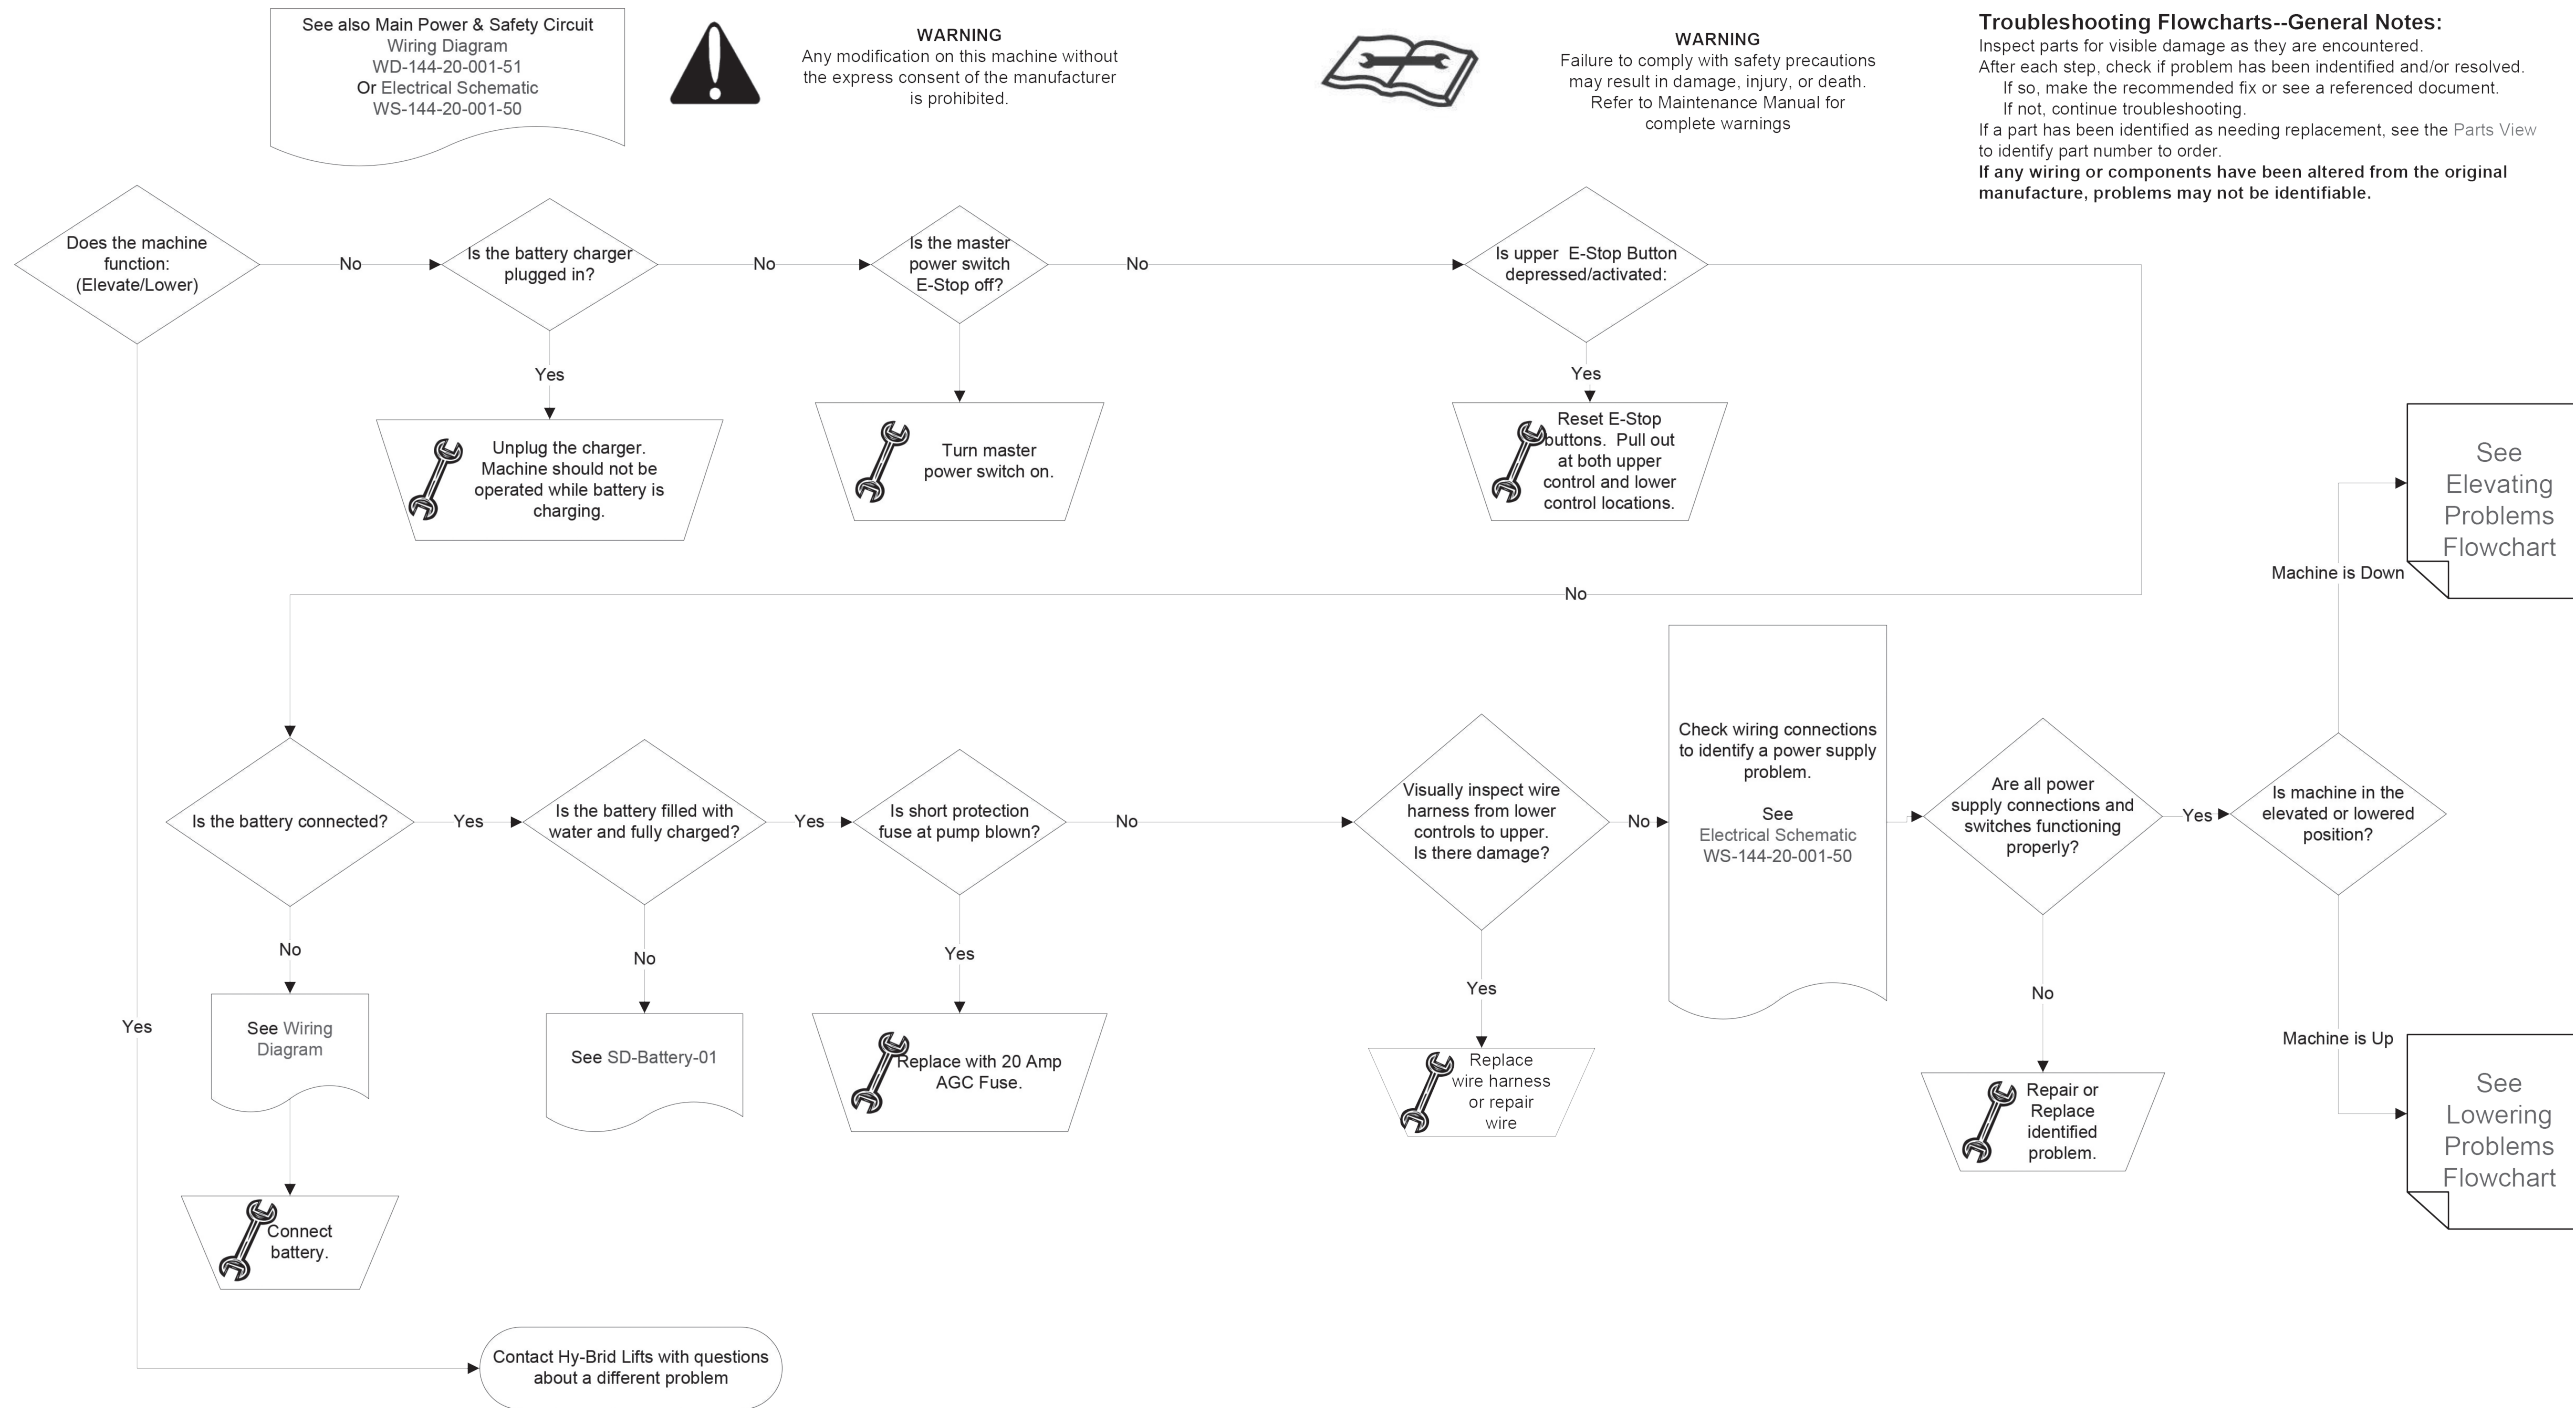 See also Main Power & Safety Circuit
Wiring Diagram
WD-144-20-001-51
Or Electrical Schematic
WS-144-20-001-50
WARNING
Any modification on this machine without
the express consent of the manufacturer
is prohibited.
WARNING
Failure to comply with safety precautions
may result in damage, injury, or death.
Refer to Maintenance Manual for
complete warnings
Troubleshooting Flowcharts--General Notes:
Inspect parts for visible damage as they are encountered.
After each step, check if problem has been indentified and/or resolved.
If so, make the recommended fix or see a referenced document.
If not, continue troubleshooting.
If a part has been identified as needing replacement, see the Parts View
to identify part number to order.
If any wiring or components have been altered from the original
manufacture, problems may not be identifiable.
Does the machine
function:
(Elevate/Lower)
No
Is the battery charger
plugged in?
No
Is the master
power switch
E-Stop off?
No
Is upper E-Stop Button
depressed/activated:
Yes
Yes
Unplug the charger.
Machine should not be
operated while battery is
charging.
Turn master
power switch on.
Reset E-Stop
buttons. Pull out
at both upper
control and lower
control locations.
See
Elevating
Problems
Flowchart
Machine is Down
No
Is the battery connected?
Yes
Is the battery filled with
water and fully charged?
Yes
Is short protection
fuse at pump blown?
No
Visually inspect wire
harness from lower
controls to upper.
Is there damage?
No
Check wiring connections
to identify a power supply
problem.
See
Electrical Schematic
WS-144-20-001-50
Are all power
supply connections and
switches functioning
properly?
Yes
Is machine in the
elevated or lowered
position?
No
No
Yes
Yes
No
Machine is Up
Yes
See Wiring
Diagram
See SD-Battery-01
Replace with 20 Amp
AGC Fuse.
Replace
wire harness
or repair
wire
Repair or
Replace
identified
problem.
See
Lowering
Problems
Flowchart
Connect
battery.
Contact Hy-Brid Lifts with questions
about a different problem